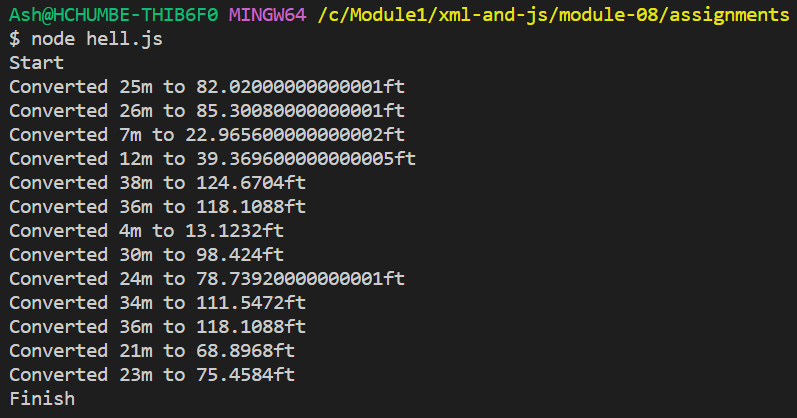 Ash@HCHUMBE-THIB6F0 MINGW64 /c/Module1/xml-and-js/module-08/assignments
$ node hell.js
Start
Converted 25m to 82.02000000000001ft
Converted 26m to 85.30080000000001ft
Converted 7m to 22.965600000000002ft
Converted 12m to 39.369600000000005ft
Converted 38m to 124.6704ft
Converted 36m to 118.1088ft
Converted 4m to 13.1232ft
Converted 30m to 98.424ft
Converted 24m to 78.73920000000001ft
Converted 34m to 111.5472ft
Converted 36m to 118.1088ft
Converted 21m to 68.8968ft
Converted 23m to 75.4584ft
Finish